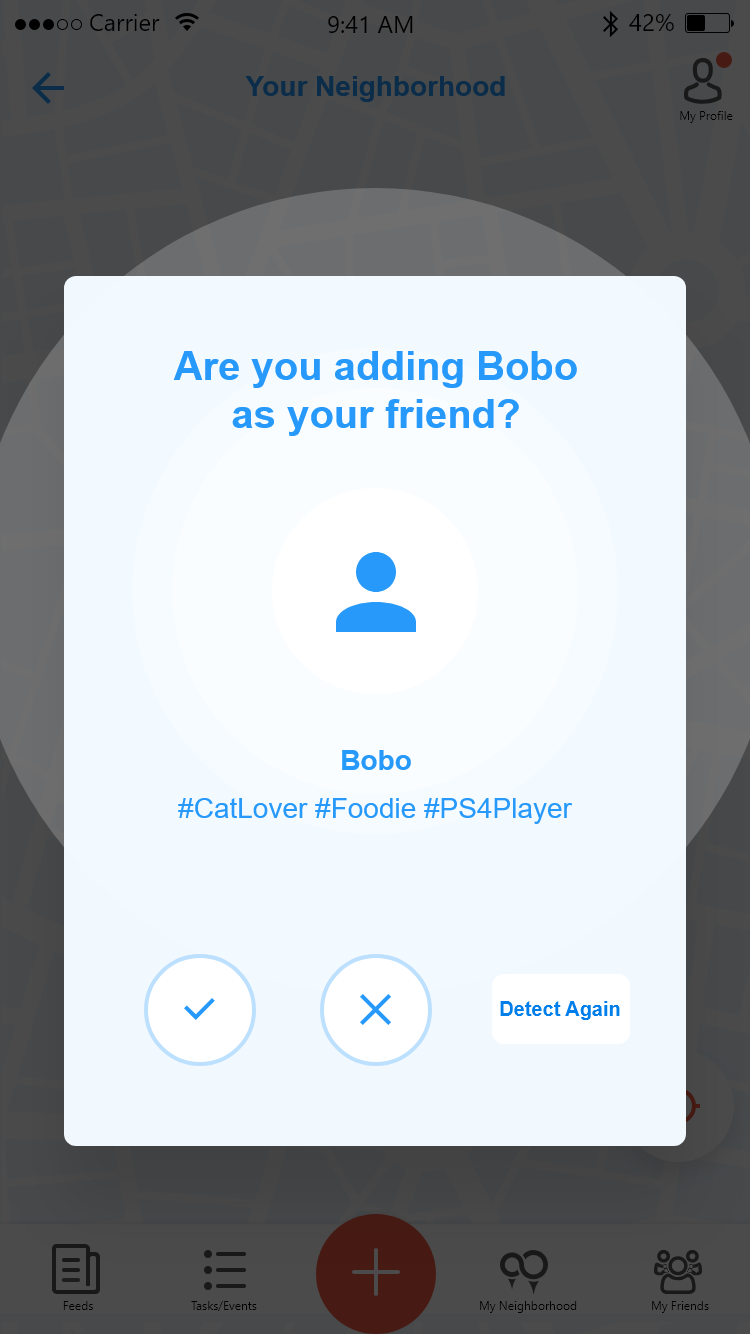 Carrier 9:41 AM 42%
Your Neighborhood
My Profile
Are you adding Bobo
as your friend?
Bobo
#CatLover #Foodie #PS4Player
Detect Again
Feeds Tasks/Events My Neighborhood My Friends